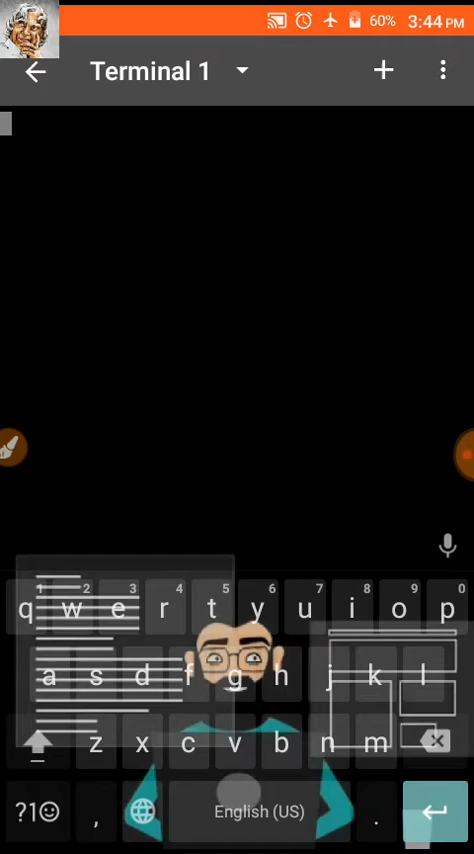 60% 3:44 PM
Terminal 1
1 2 3 4 5 6 7 8 9 0
q w e r t y u i o p
a s d f g h j k l
z x c v b n m
?1☺ , English (US) .